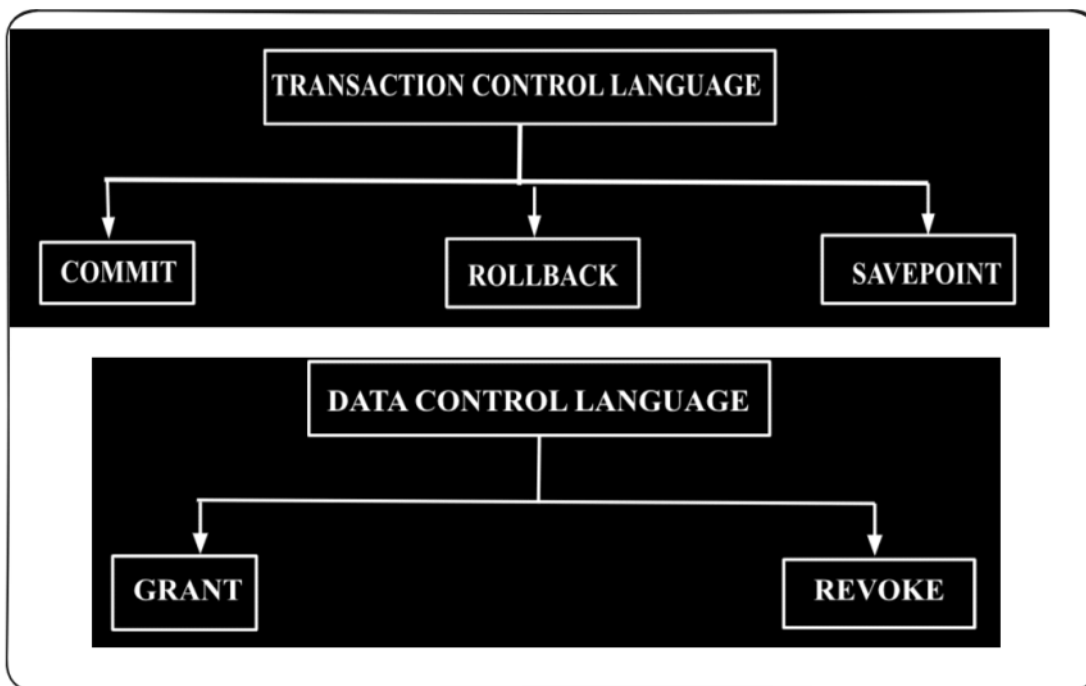 TRANSACTION CONTROL LANGUAGE
COMMIT
ROLLBACK
SAVEPOINT
DATA CONTROL LANGUAGE
GRANT
REVOKE